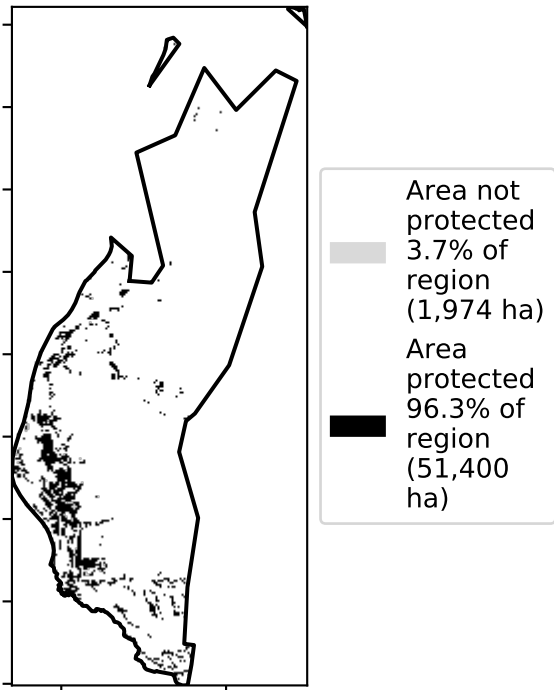 Area not
protected
3.7% of
region
(1,974 ha)
Area
protected
96.3% of
region
(51,400
ha)